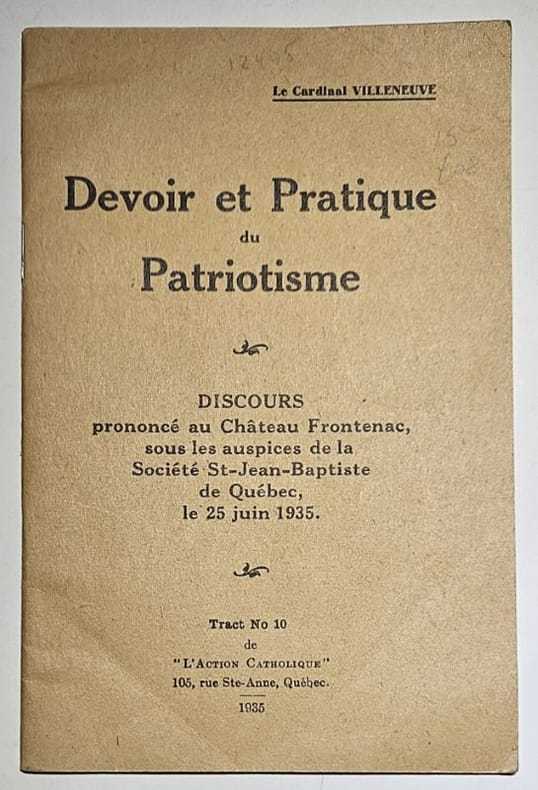 Le Cardinal VILLENEUVE
Devoir et Pratique
du
Patriotisme
DISCOURS
prononcé au Château Frontenac,
sous les auspices de la
Société St-Jean-Baptiste
de Québec,
le 25 juin 1935.
Tract No 10
de
"L'Action Catholique"
105, rue Ste-Anne, Québec.
1935